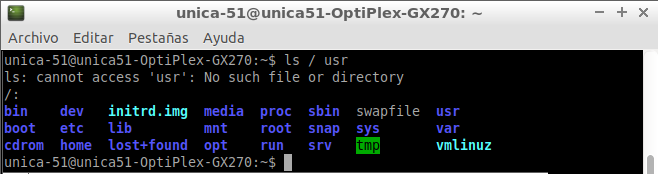 unica-51@unica51-OptiPlex-GX270: ~
Archivo Editar Pestañas Ayuda
unica-51@unica51-OptiPlex-GX270:~$ ls / usr
ls: cannot access 'usr': No such file or directory
/:
bin dev initrd.img media proc sbin swapfile usr
boot etc lib mnt root snap sys var
cdrom home lost+found opt run srv tmp vmlinuz
unica-51@unica51-OptiPlex-GX270:~$